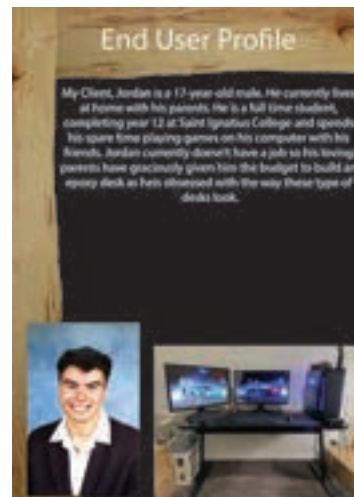 End User Profile
My Client, Jordan is a 17-year-old male. He currently lives
at home with his parents. He is a full time student,
completing year 12 at Saint Ignatius College and spends
his spare time playing games on his computer with his
friends. Jordan currently doesn't have a job so his loving
parents have graciously given him the budget to build an
epoxy desk as he's obsessed with the way these type of
desks look.